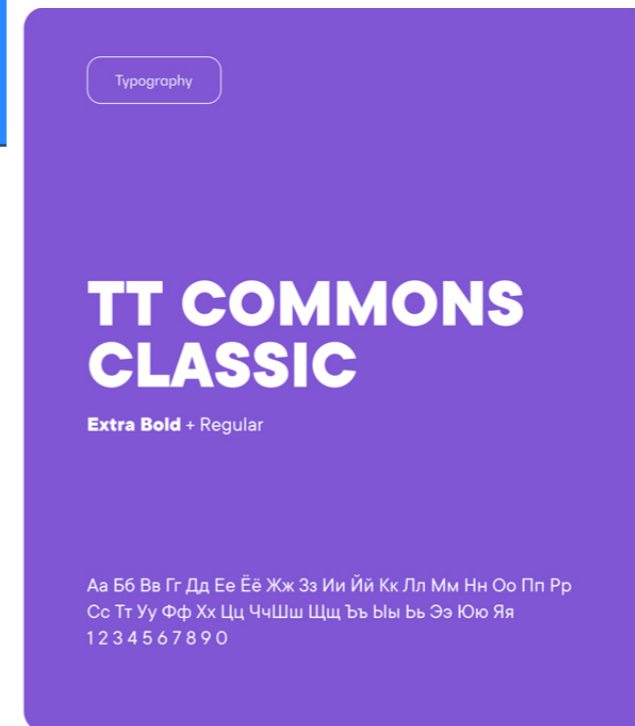 Typography
TT COMMONS
CLASSIC
Extra Bold + Regular
Аа Бб Вв Гг Дд Ее Ёё Жж Зз Ии Йй Кк Лл Мм Нн Оо Пп Рр
Сс Тт Уу Фф Хх Цц ЧчШш Щщ Ъъ Ыы Ьь Ээ Юю Яя
1 2 3 4 5 6 7 8 9 0